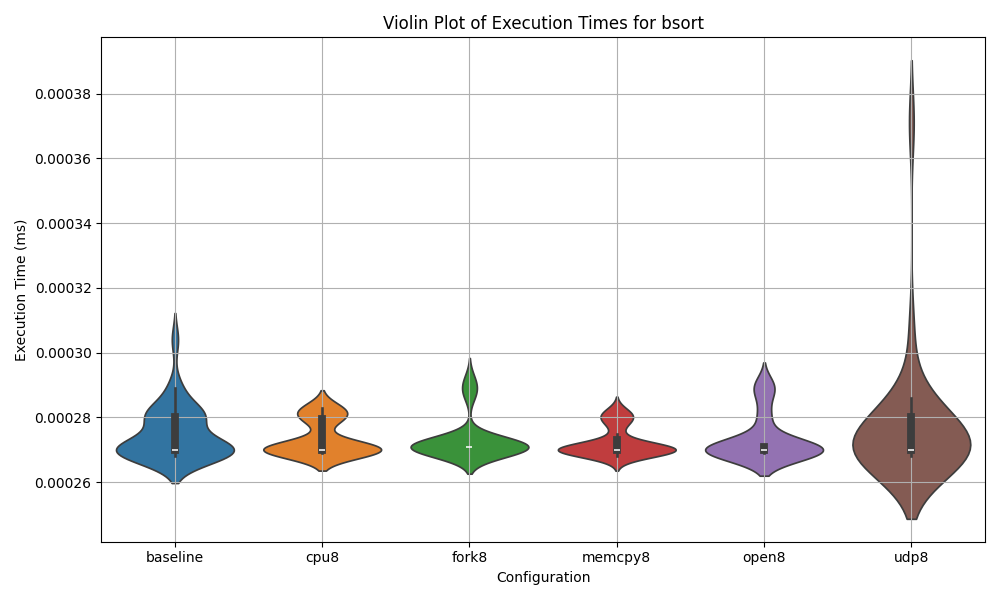 Violin Plot of Execution Times for bsort
Execution Time (ms)
0.00038
0.00036
0.00034
0.00032
0.00030
0.00028
0.00026
baseline cpu8 fork8 memcpy8 open8 udp8
Configuration